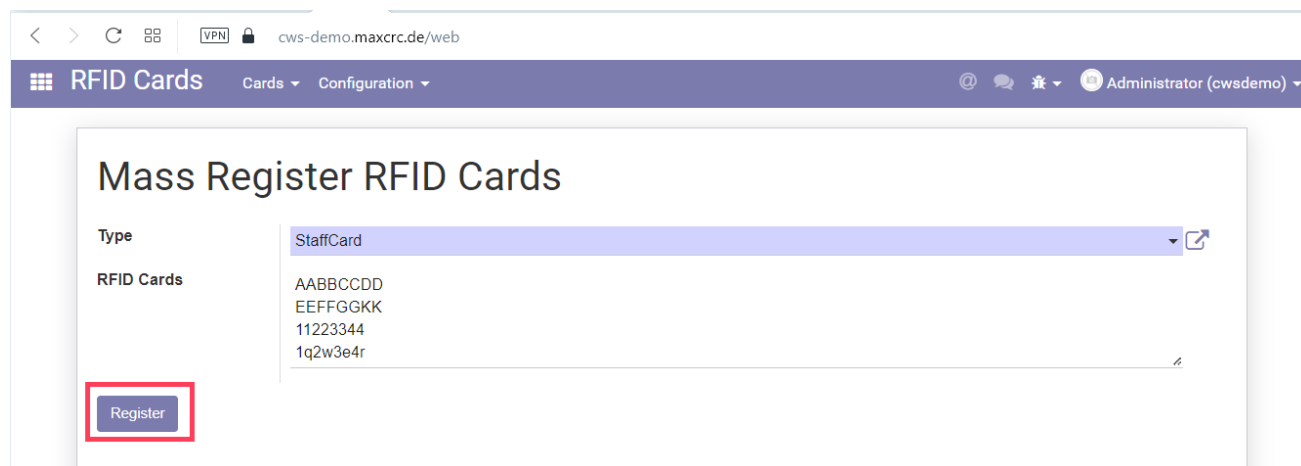 VPN cws-demo.maxcrc.de/web
RFID Cards Cards Configuration @ Administrator (cwsdemo)
Mass Register RFID Cards
Type StaffCard
RFID Cards AABBCCDD
EEFFGGKK
11223344
1q2w3e4r
Register